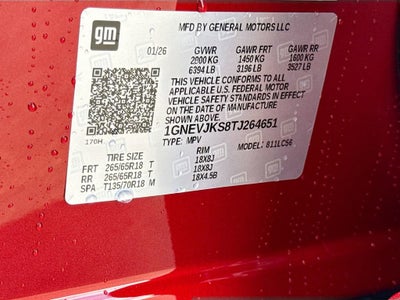 gm
MFD BY GENERAL MOTORS LLC
01/26 GVWR GAWR FRT GAWR RR
2900 KG 1450 KG 1600 KG
6394 LB 3196 LB 3527 LB
THIS VEHICLE CONFORMS TO ALL
APPLICABLE U.S. FEDERAL MOTOR
VEHICLE SAFETY STANDARDS IN EFFECT
ON THE DATE OF MANUFACTURE
SHOWN ABOVE.
1GNEVJKS8TJ264651
170H TYPE: MPV MODEL: 811LC56
TIRE SIZE RIM
FRT 265/65R18 T 18X8J
RR 265/65R18 T 18X8J
SPA T135/70R18 M 18X4.5B